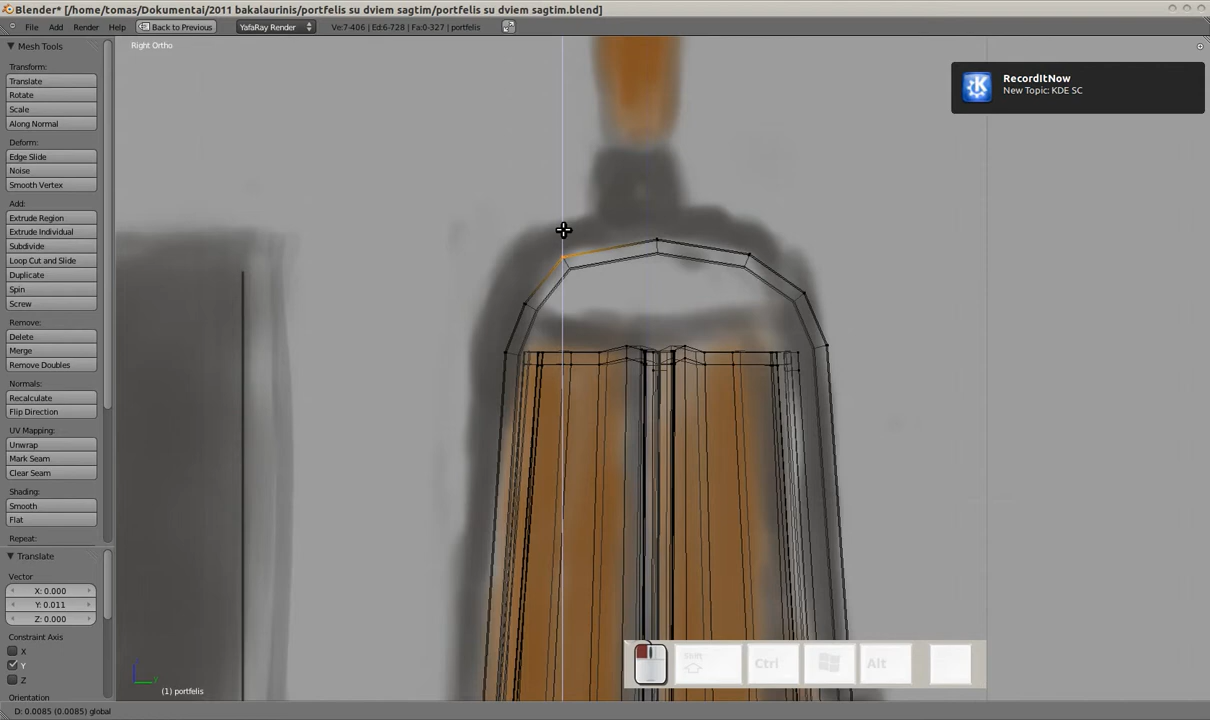 Blender* [/home/tomas/Dokumentai/2011 bakalaurinis/portfelis su dviem sagtim/portfelis su dviem sagtim.blend]
File Add Render Help Back to Previous YafaRay Render Ve:7-406 | Ed:6-728 | Fa:0-327 | portfelis
Mesh Tools
Right Ortho
Transform:
Translate
Rotate
Scale
Along Normal
Deform:
Edge Slide
Noise
Smooth Vertex
Add:
Extrude Region
Extrude Individual
Subdivide
Loop Cut and Slide
Duplicate
Spin
Screw
Remove:
Delete
Merge
Remove Doubles
Normals:
Recalculate
Flip Direction
UV Mapping:
Unwrap
Mark Seam
Clear Seam
Shading:
Smooth
Flat
Repeat:
Translate
Vector
X: 0.000
Y: 0.011
Z: 0.000
Constraint Axis
X
Y
Z
Orientation
RecordItNow
New Topic: KDE SC
Shift
Ctrl
Alt
(1) portfelis
D: 0.0085 (0.0085) global